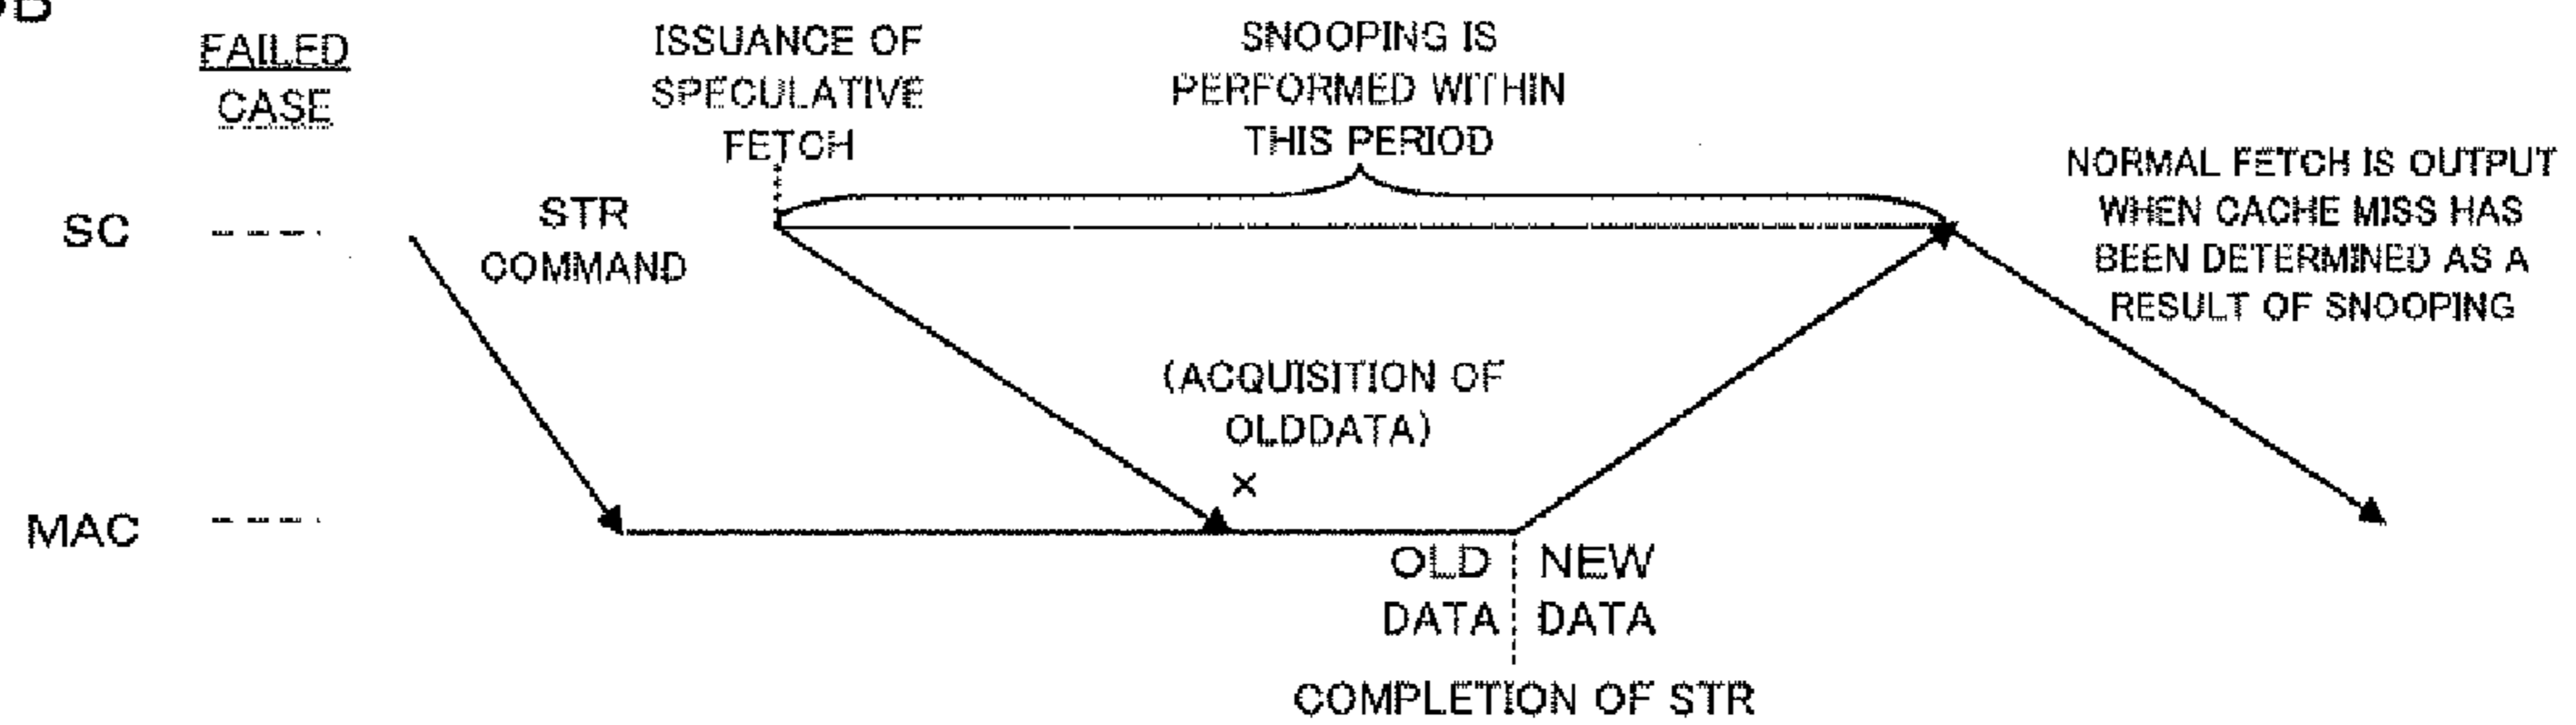 FAILED
CASE
ISSUANCE OF
SPECULATIVE
FETCH
SNOOPING IS
PERFORMED WITHIN
THIS PERIOD
NORMAL FETCH IS OUTPUT
WHEN CACHE MISS HAS
BEEN DETERMINED AS A
RESULT OF SNOOPING
SC
STR
COMMAND
(ACQUISITION OF
OLDDATA)
×
MAC
OLD
DATA
NEW
DATA
COMPLETION OF STR